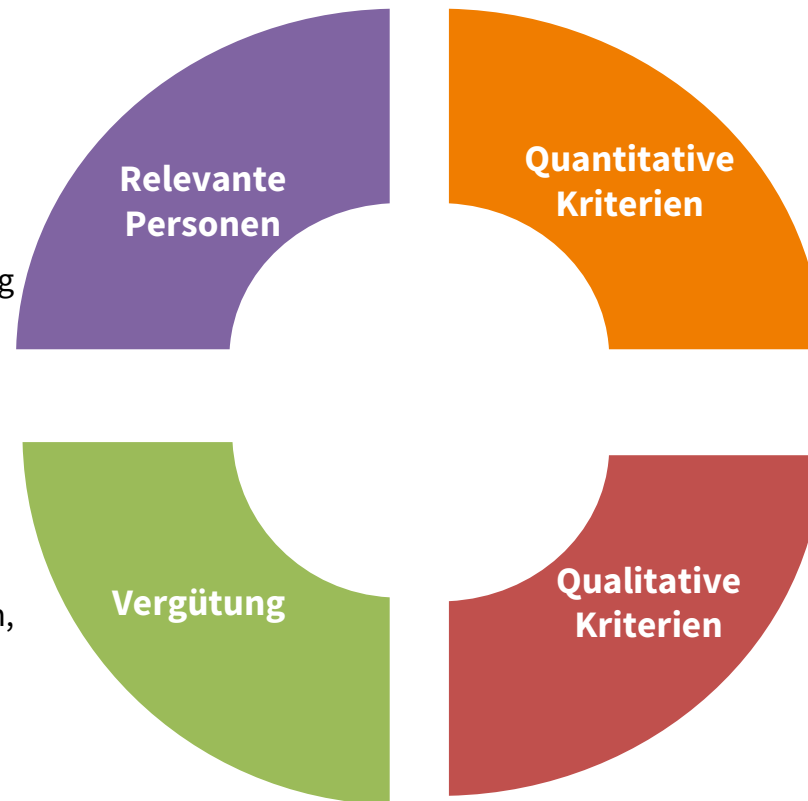 Relevante
Personen
Quantitative
Kriterien
g
Vergütung
n,
Qualitative
Kriterien